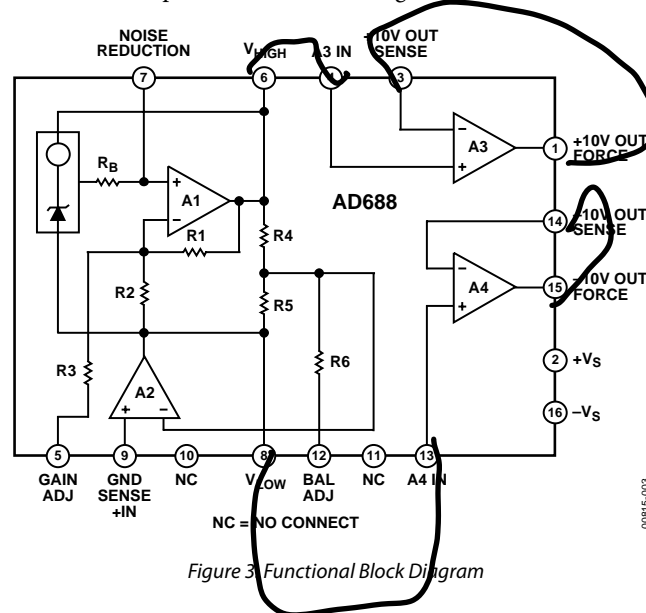 NOISE
REDUCTION
V HIGH
A3 IN
+10V OUT
SENSE
7
6
4
3
R B
A1
+
–
R1
R4
A3
–
+
1
+10V OUT
FORCE
AD688
14
–10V OUT
SENSE
R2
R5
R3
R6
A2
+
–
A4
–
+
15
–10V OUT
FORCE
2
+VS
16
–VS
5
9
10
8
12
11
13
GAIN
ADJ
GND
SENSE
+IN
NC
VLOW
BAL
ADJ
NC
A4 IN
NC = NO CONNECT
00815-003
Figure 3. Functional Block Diagram